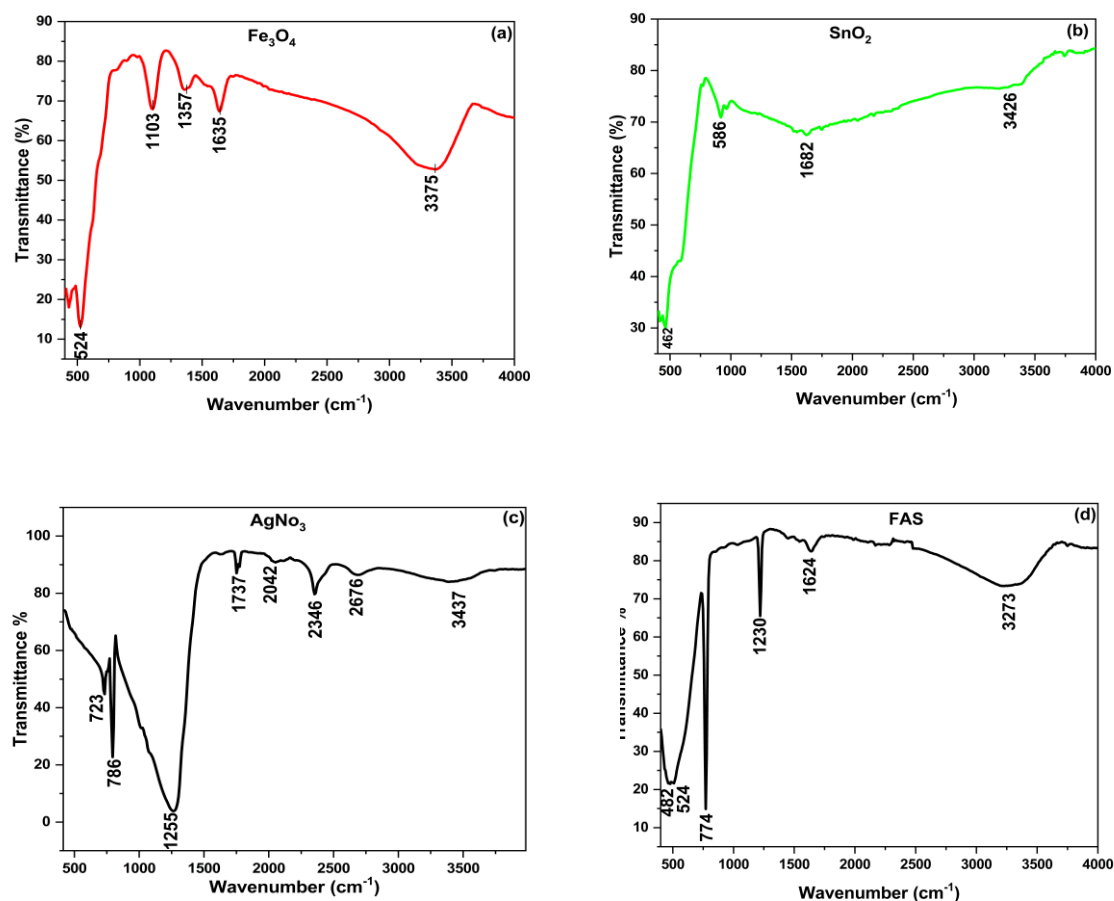 Fe₃O₄
(a)
90
80
70
60
50
40
30
20
10
Transmittance (%)
1103
1357
1635
3375
524
500 1000 1500 2000 2500 3000 3500 4000
Wavenumber (cm⁻¹)
SnO₂
(b)
90
80
70
60
50
40
30
Transmittance (%)
586
1682
3426
462
500 1000 1500 2000 2500 3000 3500 4000
Wavenumber (cm⁻¹)
AgNo₃
(c)
100
80
60
40
20
0
Transmittance %
723
786
1255
1737
2042
2346
2676
3437
500 1000 1500 2000 2500 3000 3500
Wavenumber (cm⁻¹)
FAS
(d)
90
80
70
60
50
40
30
20
10
Transmittance %
482
524
774
1230
1624
3273
500 1000 1500 2000 2500 3000 3500 4000
Wavenumber (cm⁻¹)